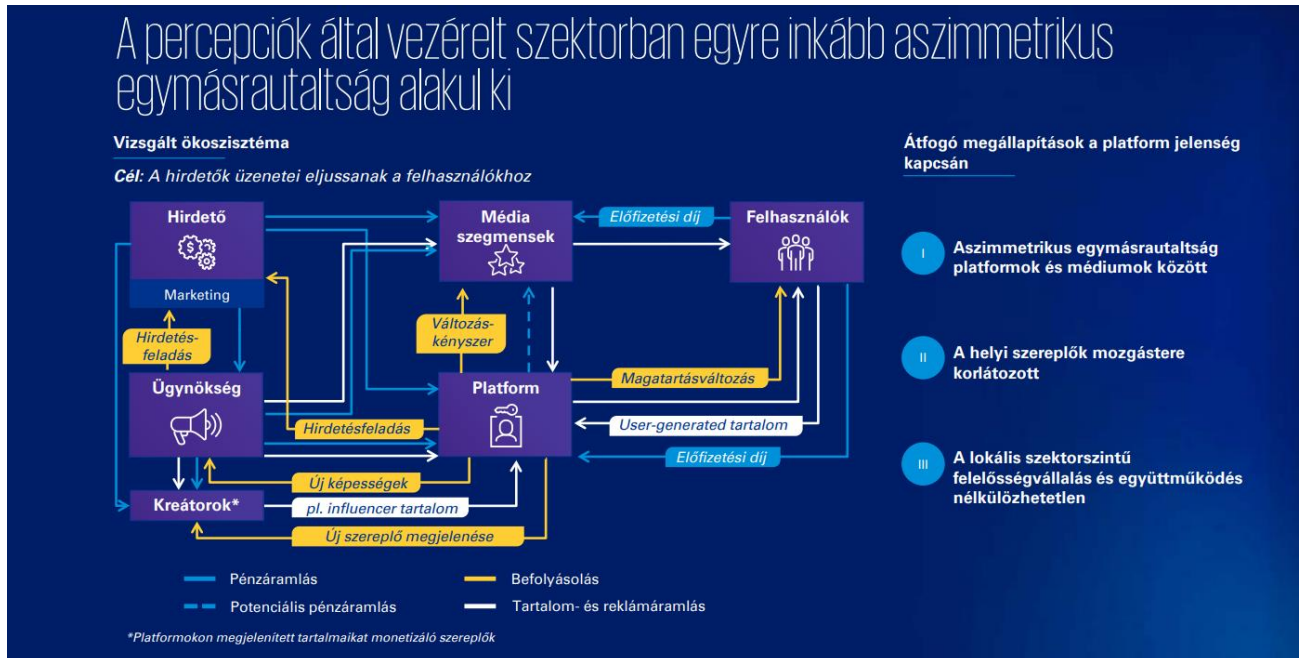 A percepciók által vezérelt szektorban egyre inkább aszimmetrikus
egymásrautaltság alakul ki
Vizsgált ökoszisztéma
Cél: A hirdetők üzenetei eljussanak a felhasználókhoz
Hirdető
Marketing
Média
szegmensek
Előfizetési díj
Felhasználók
Hirdetés-
feladás
Változás-
kényszer
Ügynökség
Platform
Magatartásváltozás
Hirdetésfeladás
User-generated tartalom
Előfizetési díj
Új képességek
Kreátorok*
pl. influencer tartalom
Új szereplő megjelenése
Pénzáramlás
Befolyásolás
Potenciális pénzáramlás
Tartalom- és reklámáramlás
*Platformokon megjelenített tartalmaikat monetizáló szereplők
Átfogó megállapítások a platform jelenség
kapcsán
I
Aszimmetrikus egymásrautaltság
platformok és médiumok között
II
A helyi szereplők mozgástere
korlátozott
III
A lokális szektorszintű
felelősségvállalás és együttműködés
nélkülözhetetlen